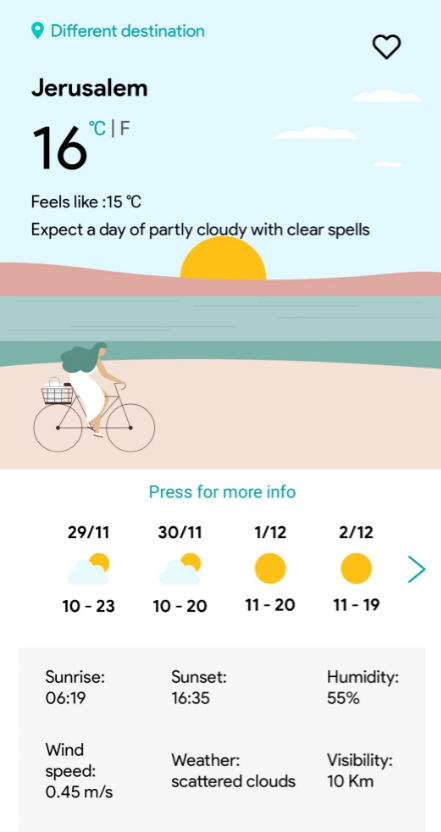 Different destination
Jerusalem
16 °C | F
Feels like :15 °C
Expect a day of partly cloudy with clear spells
Press for more info
29/11 30/11 1/12 2/12
10 - 23 10 - 20 11 - 20 11 - 19
Sunrise: Sunset: Humidity:
06:19 16:35 55%
Wind
speed:
0.45 m/s
Weather:
scattered clouds
Visibility:
10 Km